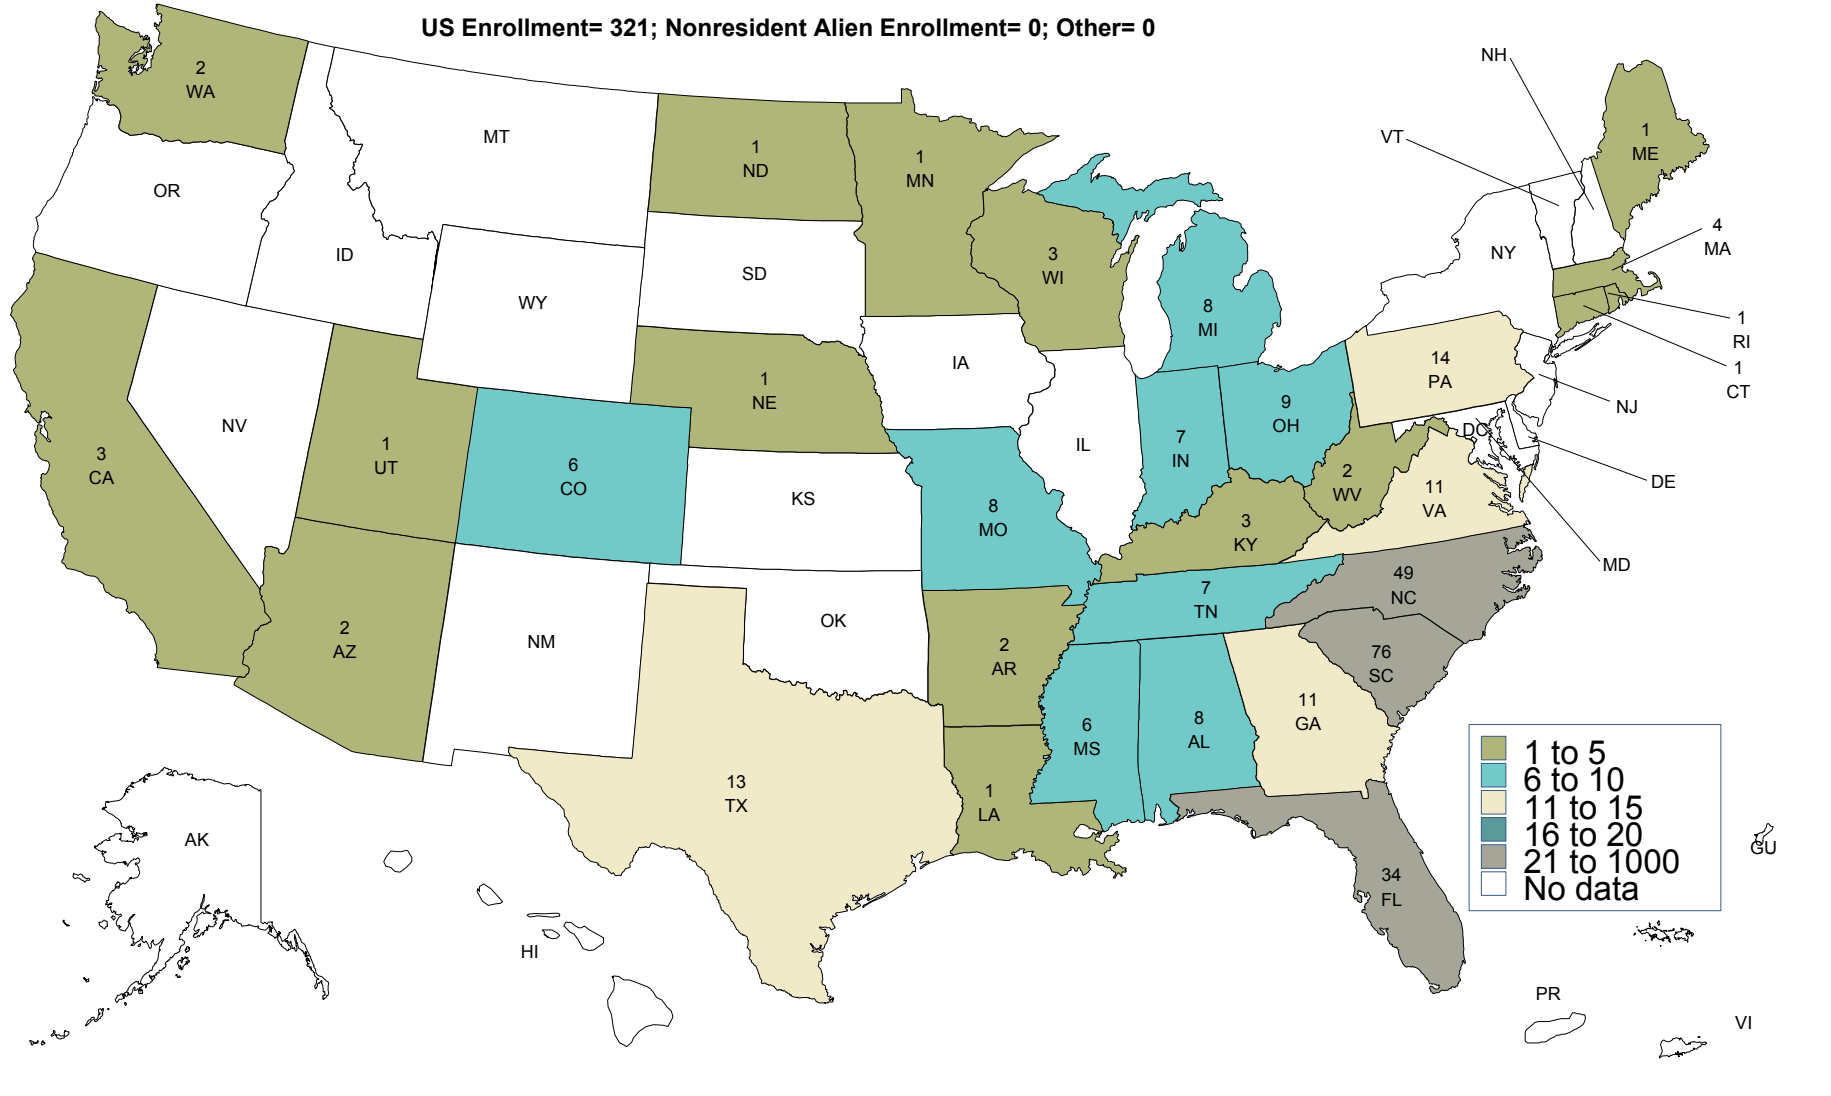 US Enrollment= 321; Nonresident Alien Enrollment= 0; Other= 0
NH
2
WA
MT
1
ND
1
MN
VT
1
ME
OR
ID
WY
SD
3
WI
NY
4
MA
8
MI
1
RI
IA
14
PA
1
CT
1
NE
NJ
NV
9
OH
DC
3
CA
1
UT
6
CO
IL
7
IN
2
WV
DE
KS
8
MO
11
VA
3
KY
MD
49
NC
7
TN
2
AZ
NM
OK
2
AR
76
SC
11
GA
6
MS
8
AL
13
TX
1
LA
1 to 5
6 to 10
11 to 15
16 to 20
21 to 1000
No data
AK
GU
34
FL
HI
PR
VI